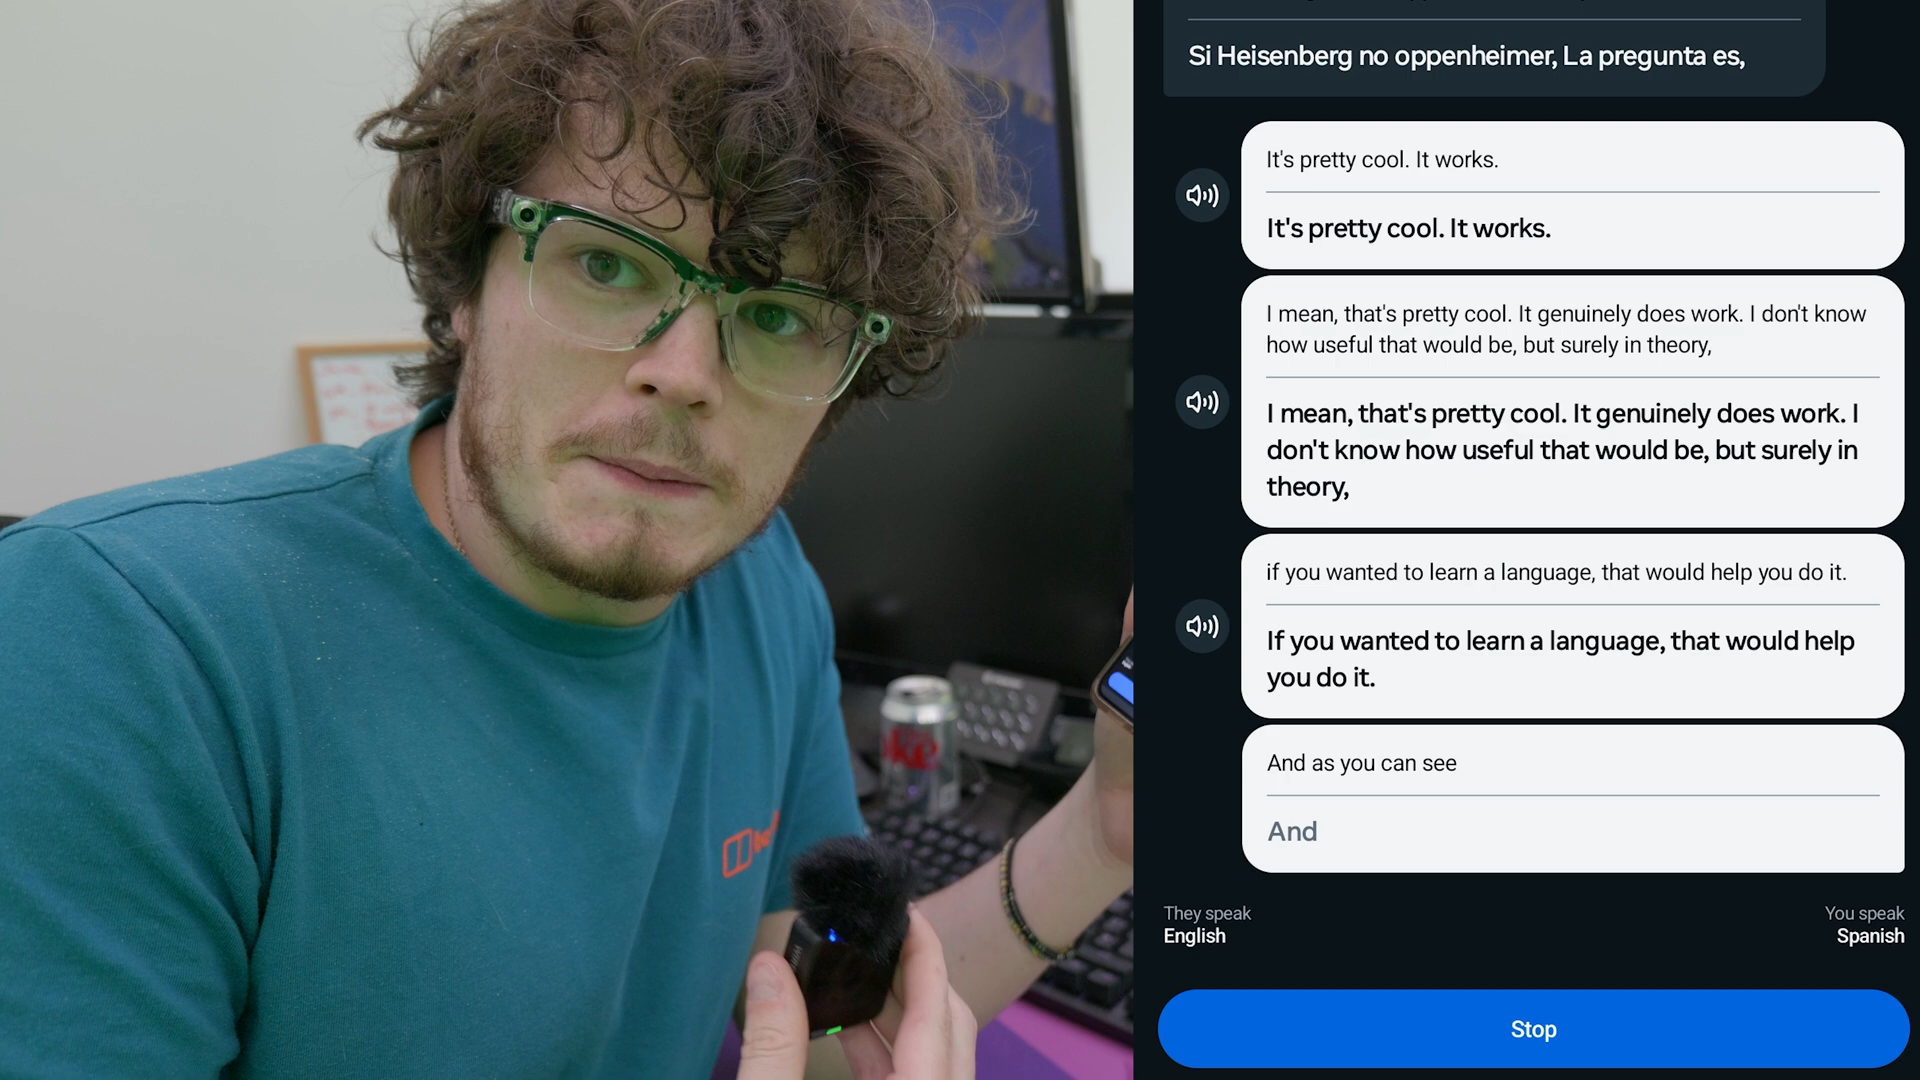 Si Heisenberg no oppenheimer, La pregunta es,
It's pretty cool. It works.
It's pretty cool. It works.
I mean, that's pretty cool. It genuinely does work. I don't know
how useful that would be, but surely in theory,
I mean, that's pretty cool. It genuinely does work. I
don't know how useful that would be, but surely in
theory,
if you wanted to learn a language, that would help you do it.
If you wanted to learn a language, that would help
you do it.
And as you can see
And
They speak
English
You speak
Spanish
Stop